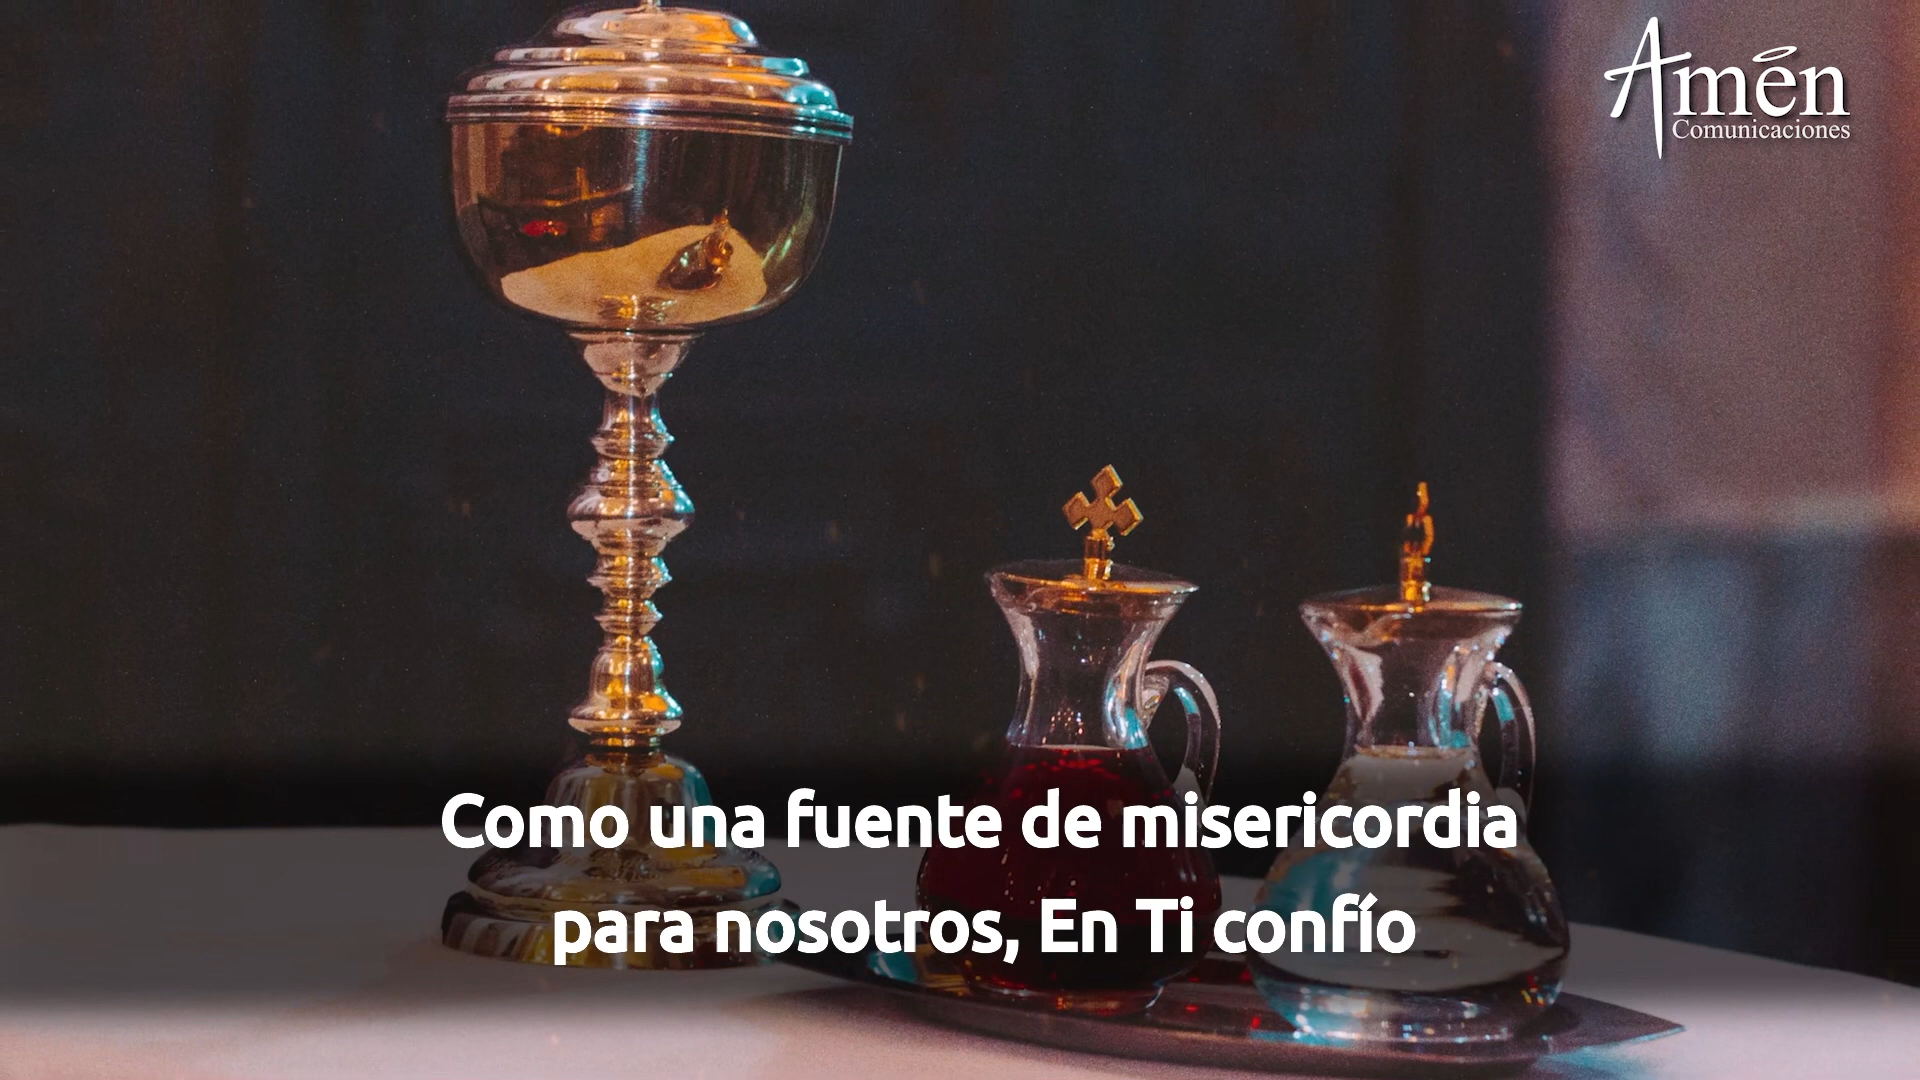 Amén
Comunicaciones
Como una fuente de misericordia
para nosotros, En Ti confío